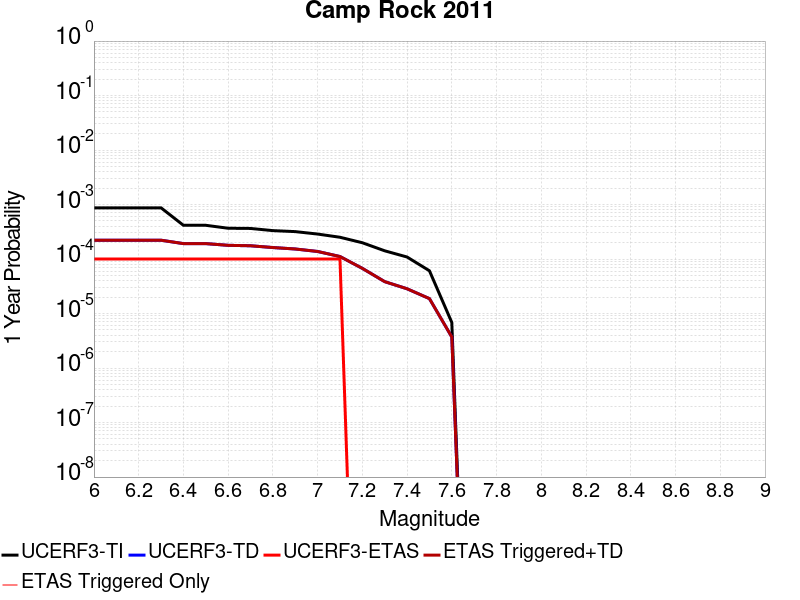 Camp Rock 2011
10^0
10^-1
10^-2
10^-3
10^-4
10^-5
10^-6
10^-7
10^-8
1 Year Probability
6 6.2 6.4 6.6 6.8 7 7.2 7.4 7.6 7.8 8 8.2 8.4 8.6 8.8 9
Magnitude
UCERF3-TI UCERF3-TD UCERF3-ETAS ETAS Triggered+TD
ETAS Triggered Only